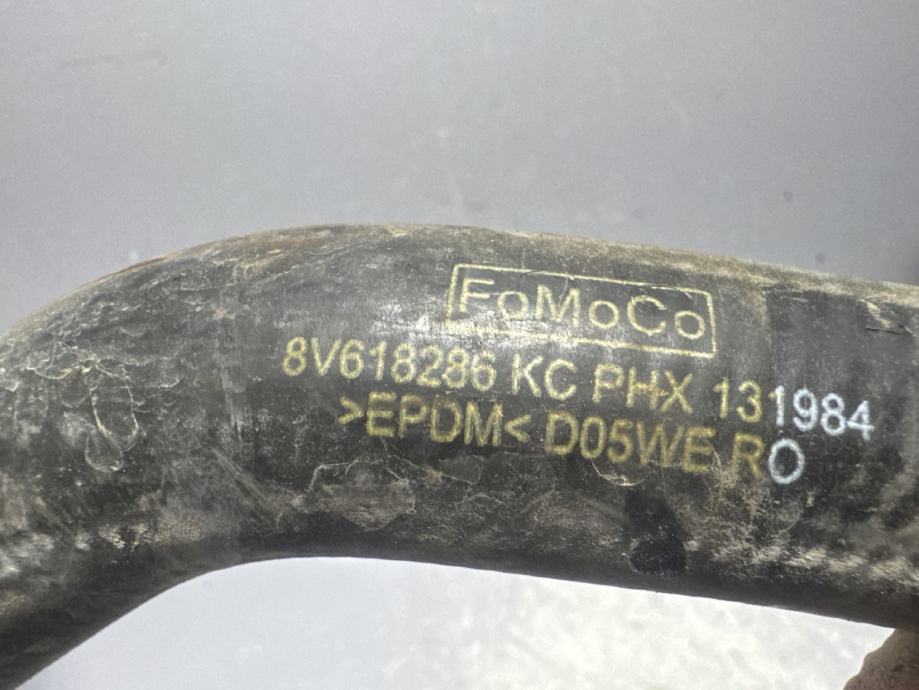 FoMoCo
8V618286 KC PHX 131984
>EPDM< D05WE RO